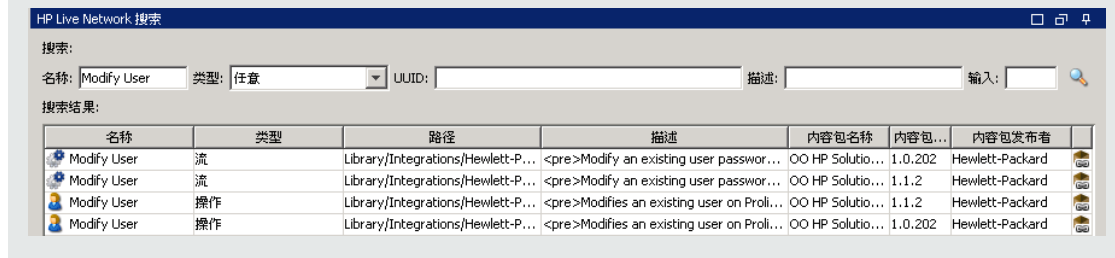 HP Live Network 搜索
搜索:
名称: Modify User 类型: 任意 UUID: 描述: 输入:
搜索结果:
名称 类型 路径 描述 内容包名称 内容包... 内容包发布者
Modify User 流 Library/Integrations/Hewlett-P... <pre>Modify an existing user passwor... OO HP Solutio... 1.0.202 Hewlett-Packard
Modify User 流 Library/Integrations/Hewlett-P... <pre>Modify an existing user passwor... OO HP Solutio... 1.1.2 Hewlett-Packard
Modify User 操作 Library/Integrations/Hewlett-P... <pre>Modifies an existing user on Proli... OO HP Solutio... 1.1.2 Hewlett-Packard
Modify User 操作 Library/Integrations/Hewlett-P... <pre>Modifies an existing user on Proli... OO HP Solutio... 1.0.202 Hewlett-Packard